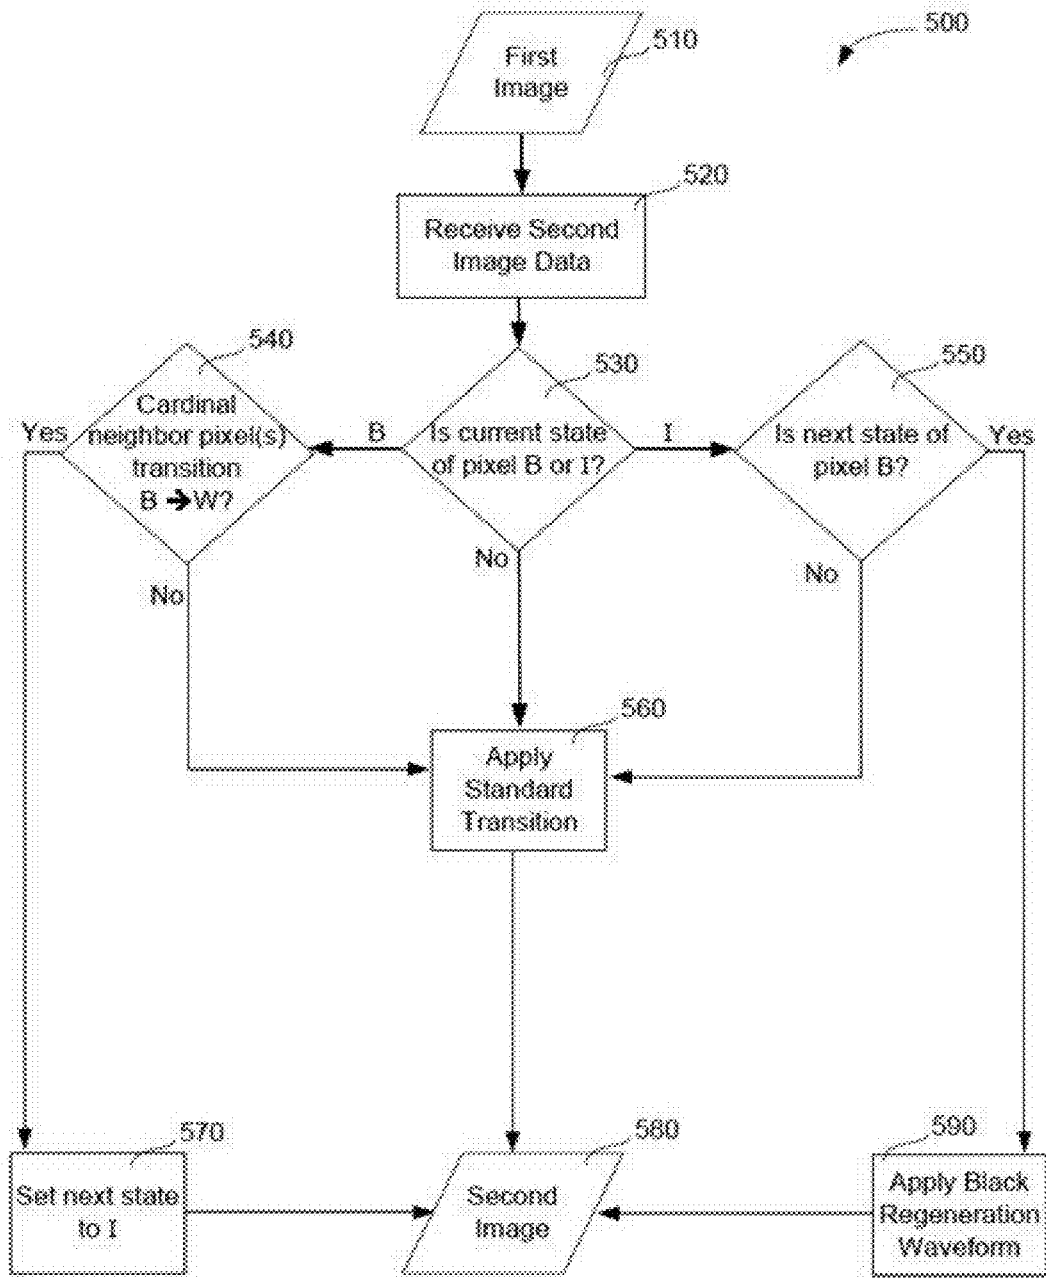 500
510
First
Image
520
Receive Second
Image Data
540
Cardinal
neighbor pixel(s)
transition
B ➔W?
Yes
No
B
530
Is current state
of pixel B or I?
No
I
550
Is next state of
pixel B?
Yes
No
560
Apply
Standard
Transition
570
Set next state
to I
580
Second
Image
590
Apply Black
Regeneration
Waveform